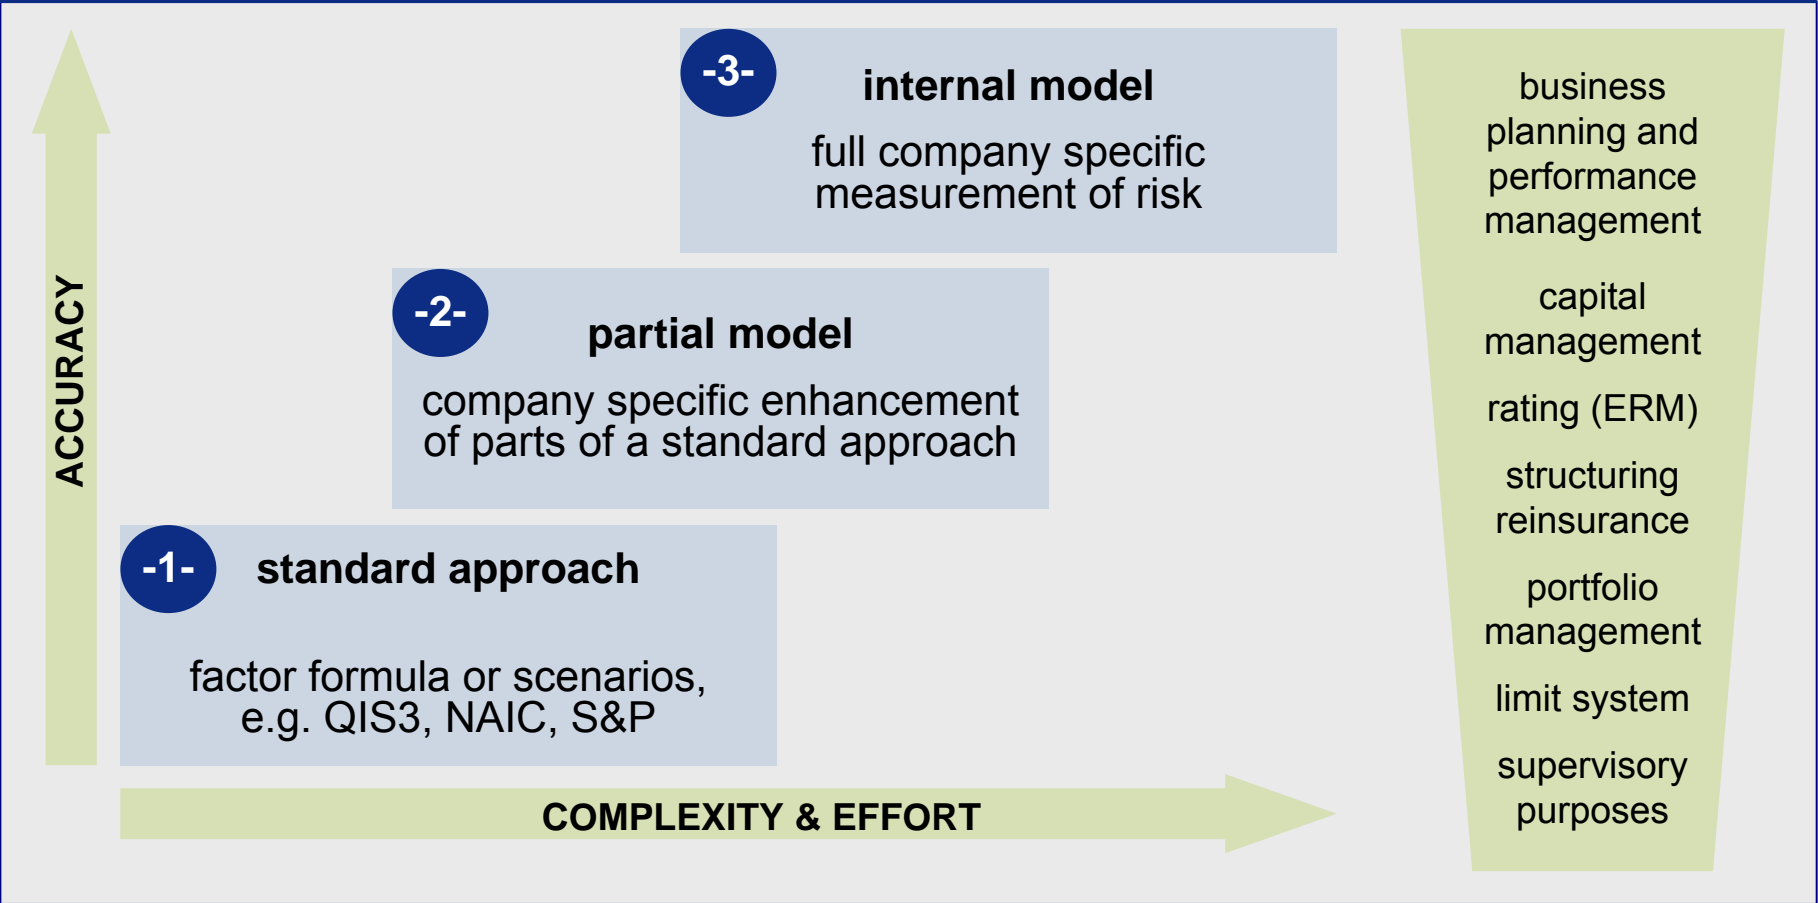 -3-
internal model
full company specific
measurement of risk
-2-
partial model
company specific enhancement
of parts of a standard approach
-1-
standard approach
factor formula or scenarios,
e.g. QIS3, NAIC, S&P
ACCURACY
COMPLEXITY & EFFORT
business
planning and
performance
management
capital
management
rating (ERM)
structuring
reinsurance
portfolio
management
limit system
supervisory
purposes